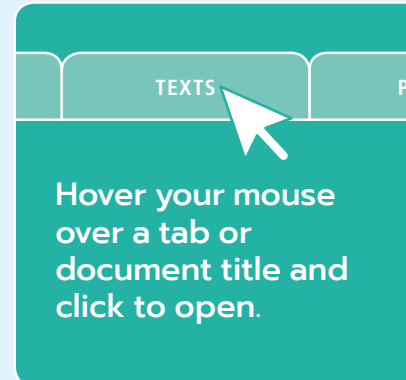 TEXTS P
Hover your mouse
over a tab or
document title and
click to open.